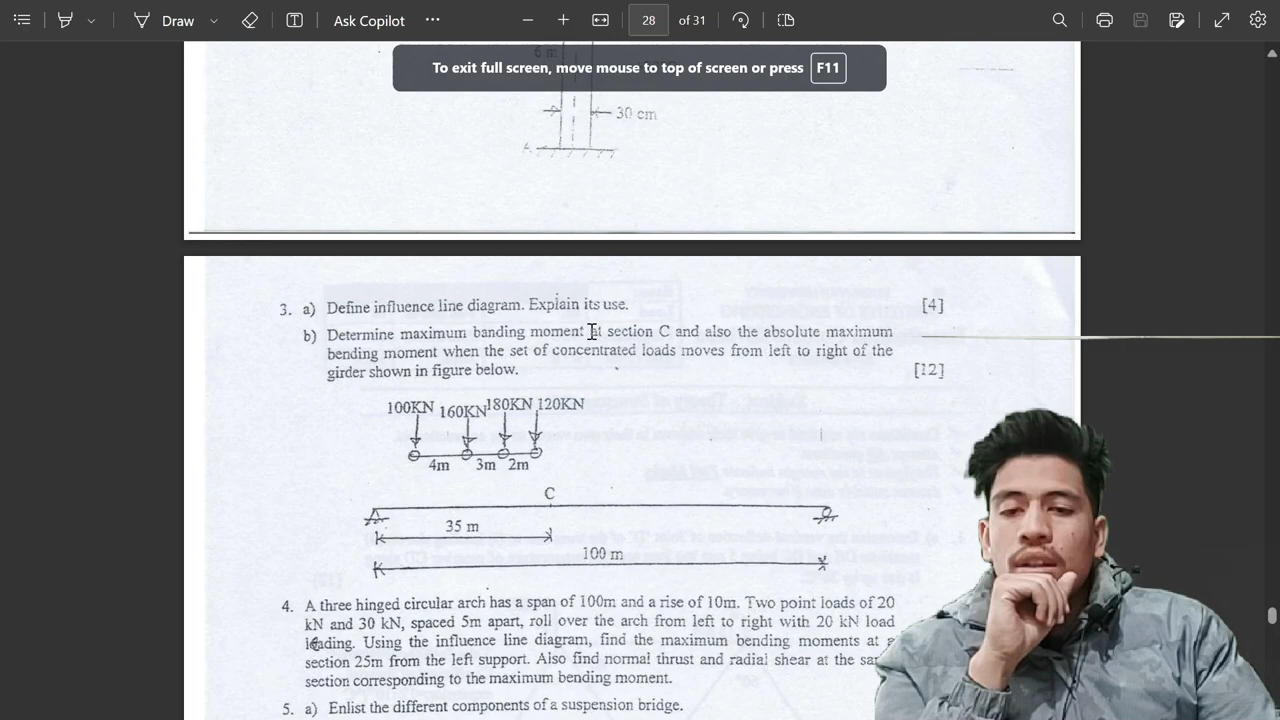 Draw
Ask Copilot
28 of 31
6 m
To exit full screen, move mouse to top of screen or press F11
30 cm
A
3. a) Define influence line diagram. Explain its use. [4]
b) Determine maximum banding moment at section C and also the absolute maximum
bending moment when the set of concentrated loads moves from left to right of the
girder shown in figure below. [12]
100KN 160KN 180KN 120KN
4m 3m 2m
C
35 m
100 m
4. A three hinged circular arch has a span of 100m and a rise of 10m. Two point loads of 20
kN and 30 kN, spaced 5m apart, roll over the arch from left to right with 20 kN load
leading. Using the influence line diagram, find the maximum bending moments at
section 25m from the left support. Also find normal thrust and radial shear at the
section corresponding to the maximum bending moment.
5. a) Enlist the different components of a suspension bridge.